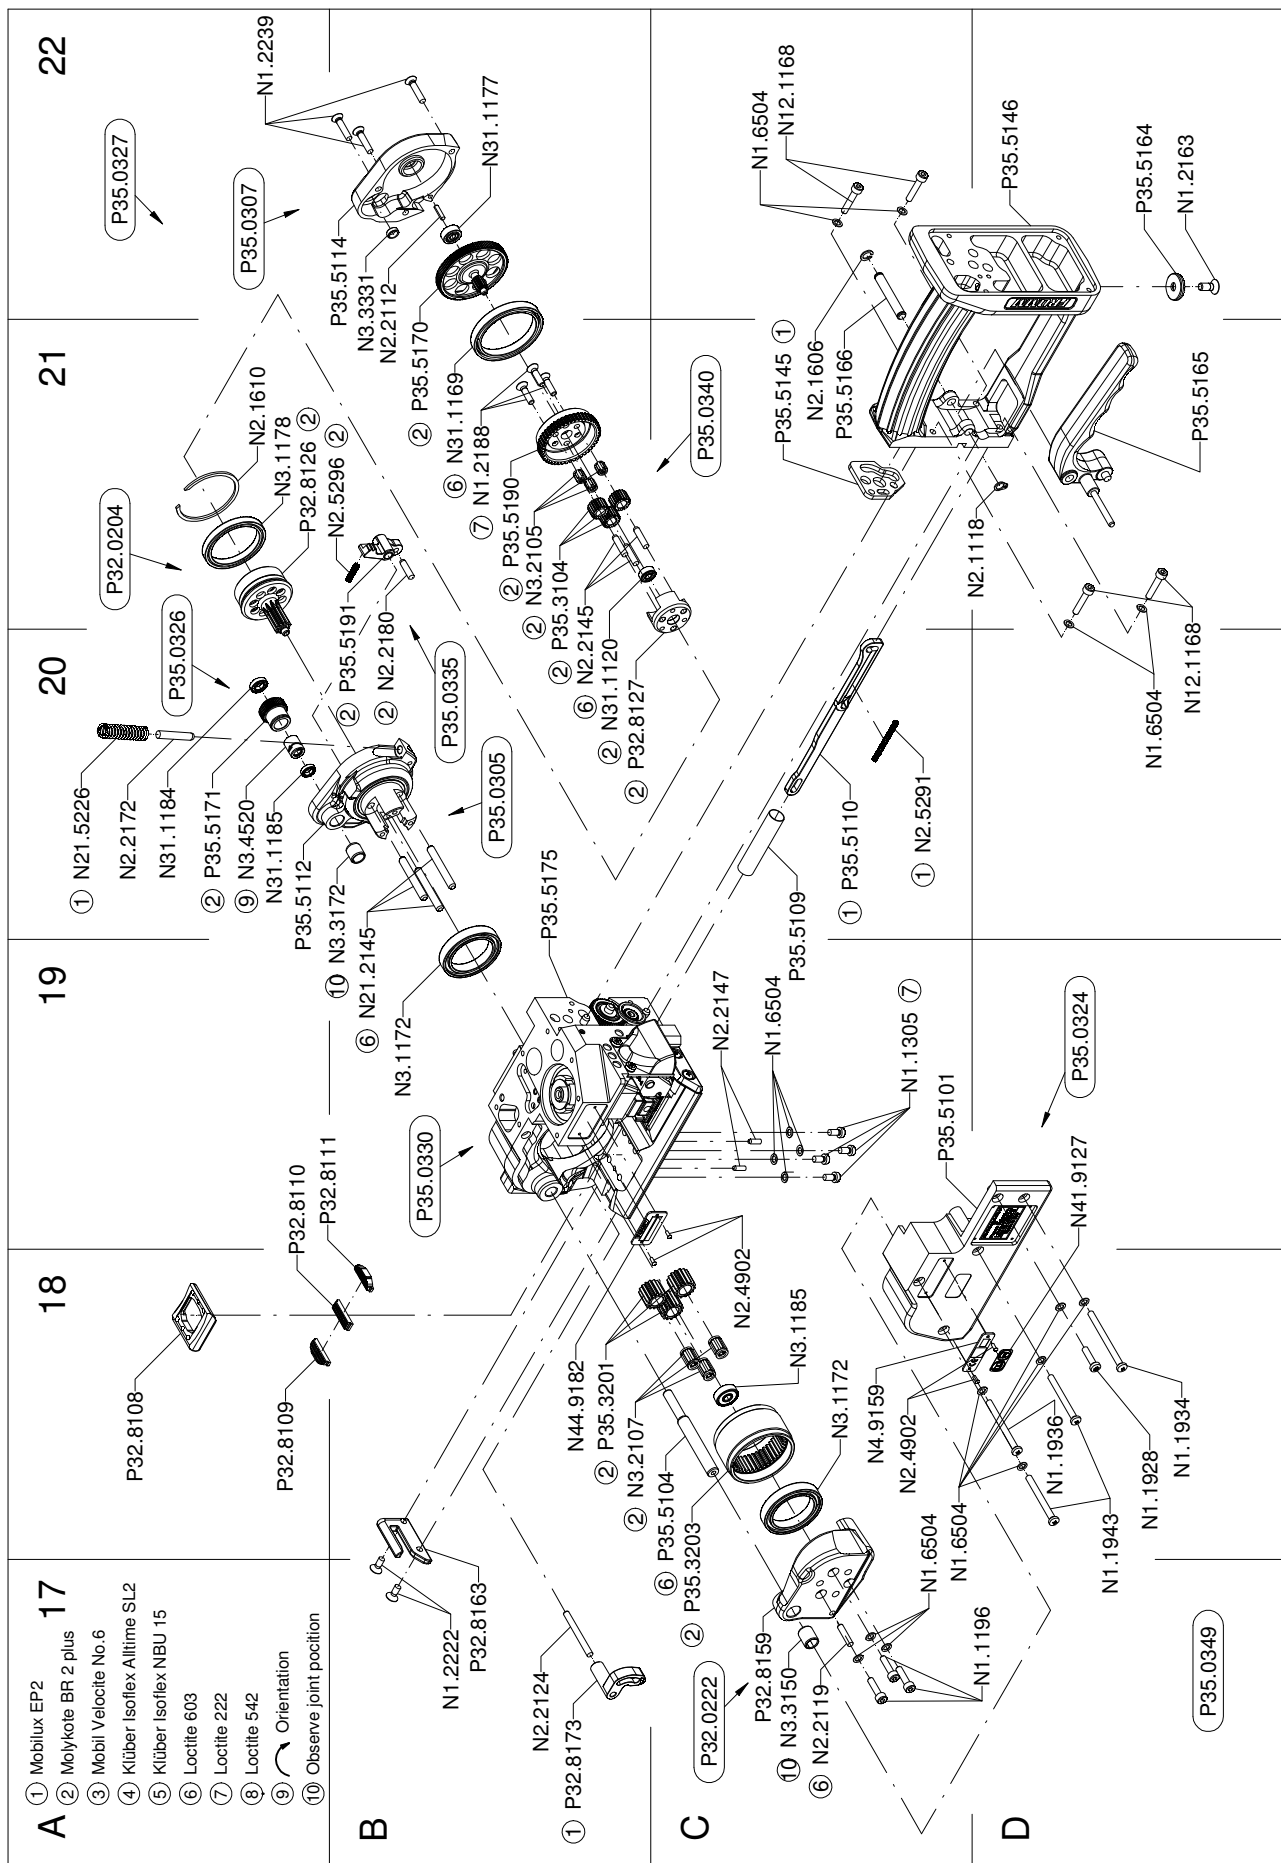 17
18
19
20
21
22
A
B
C
D
① Mobilux EP2
② Molykote BR 2 plus
③ Mobil Velocite No.6
④ Klüber Isoflex Alltime SL2
⑤ Klüber Isoflex NBU 15
⑥ Loctite 603
⑦ Loctite 222
⑧ Loctite 542
⑨ Orientation
⑩ Observe joint position
P32.8108
P32.8109
P32.8110
P32.8111
① N21.5226
N2.2172
N31.1184
② P35.5171
⑨ N3.4520
N31.1185
P35.5112
⑩ N3.3172
⑥ N21.2145
N3.1172
P35.0326
P32.0204
N2.1610
N3.1178
P32.8126 ②
N2.5296 ②
② P35.5191
② N2.2180
P35.0335
P35.0305
P35.0327
P35.0307
N1.2239
P35.5114
N3.3331
N2.2112
N31.1177
② P35.5170
⑥ N31.1169
⑦ N1.2188
② P35.5190
② N3.2105
② P35.3104
⑥ N2.2145
② N31.1120
② P32.8127
P35.0340
N1.2222
P32.8163
N2.2124
① P32.8173
P35.0330
P35.5175
N44.9182
② P35.3201
② N3.2107
⑥ P35.5104
② P35.3203
N2.4902
N3.1185
N3.1172
P32.0222
P32.8159
⑩ N3.3150
⑥ N2.2119
N1.6504
N1.1196
N2.2147
N1.6504
N1.1305 ⑦
P35.5109
① P35.5110
① N2.5291
P35.5145 ①
N2.1606
P35.5166
N1.6504
N12.1168
P35.5146
P35.5164
N1.2163
P35.5165
N2.1118
N1.6504
N12.1168
P35.0324
P35.5101
N41.9127
N4.9159
N2.4902
N1.6504
N1.1936
N1.1943
N1.1928
N1.1934
P35.0349